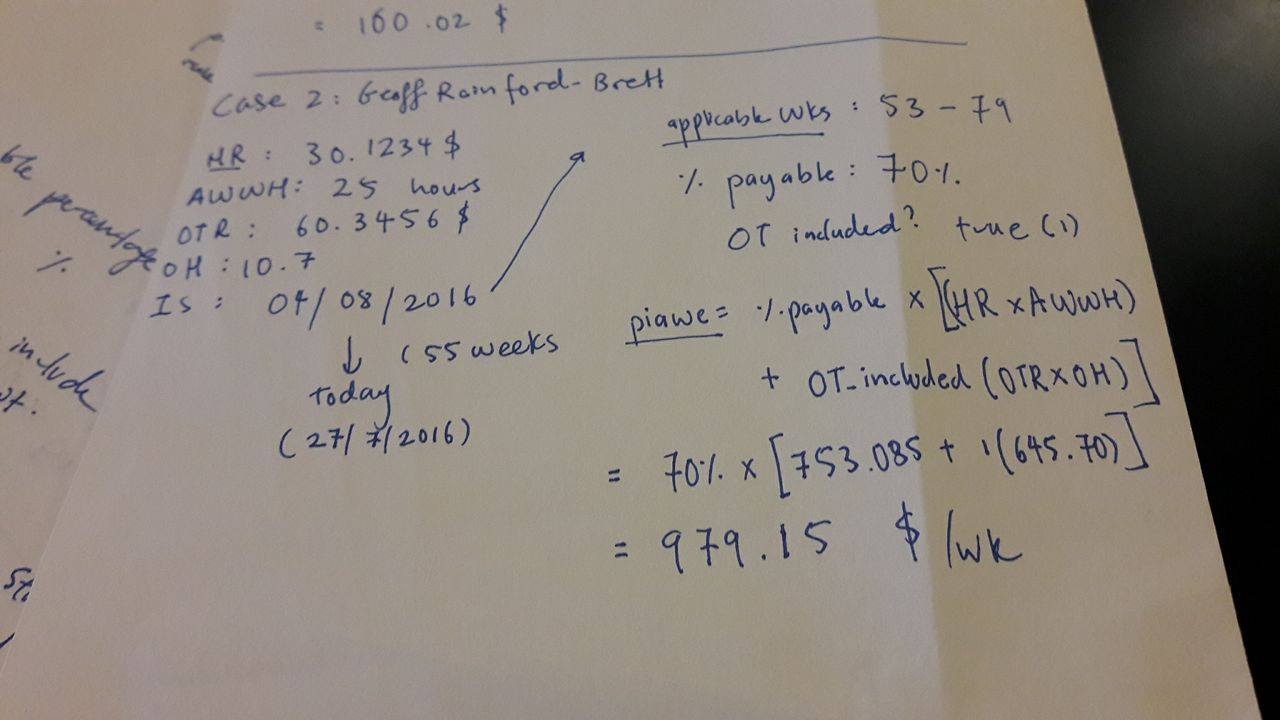 = 160.02 $
Case 2: Geoff Rainford-Brett
HR : 30.1234 $
AWWH: 25 hours
OTR : 60.3456 $
OH : 10.7
IS : 04/08/2016
↓ (55 weeks
today
(27/7/2016)
applicable wks : 53 - 79
% payable : 70%.
OT included? true (1)
piawe = % payable × [(HR × AWWH)
+ OT_included (OTR × OH)]
= 70% × [753.085 + 1(645.70)]
= 979.15 $ /wk
ble percentage
%
include